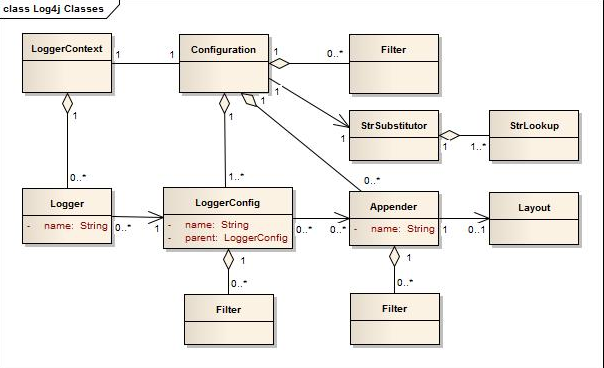 class Log4j Classes
LoggerContext
1
1
Configuration
1
0..*
Filter
1
1
1
1
1
StrSubstitutor
1
1..*
StrLookup
0..*
1..*
0..*
Logger
- name: String
0..*
1
LoggerConfig
- name: String
- parent: LoggerConfig
0..*
0..*
Appender
- name: String
1
0..1
Layout
1
0..*
1
0..*
Filter
Filter